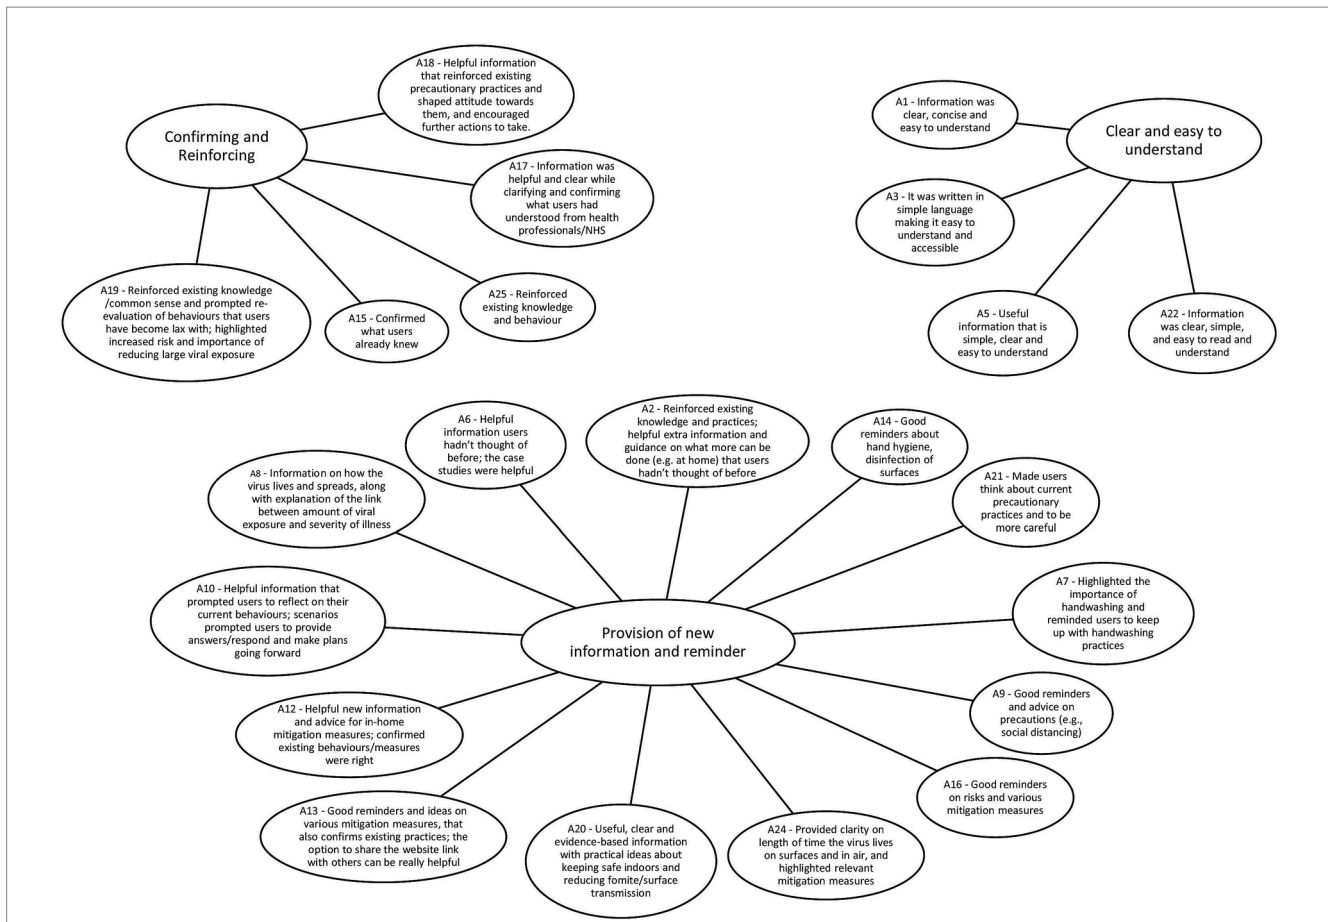 A18 - Helpful information
that reinforced existing
precautionary practices and
shaped attitude towards
them, and encouraged
further actions to take.
Confirming and
Reinforcing
A17 - Information was
helpful and clear while
clarifying and confirming
what users had
understood from health
professionals/NHS
A19 - Reinforced existing knowledge
/common sense and prompted re-
evaluation of behaviours that users
have become lax with; highlighted
increased risk and importance of
reducing large viral exposure
A15 - Confirmed
what users
already knew
A25 - Reinforced
existing knowledge
and behaviour
A1 - Information was
clear, concise and
easy to understand
Clear and easy to
understand
A3 - It was written in
simple language
making it easy to
understand and
accessible
A5 - Useful
information that is
simple, clear and
easy to understand
A22 - Information
was clear, simple,
and easy to read and
understand
A6 - Helpful
information users
hadn't thought of
before; the case
studies were helpful
A2 - Reinforced existing
knowledge and practices;
helpful extra information and
guidance on what more can be
done (e.g. at home) that users
hadn't thought of before
A14 - Good
reminders about
hand hygiene,
disinfection of
surfaces
A8 - Information on how the
virus lives and spreads, along
with explanation of the link
between amount of viral
exposure and severity of illness
A21 - Made users
think about current
precautionary
practices and to be
more careful
A10 - Helpful information that
prompted users to reflect on their
current behaviours; scenarios
prompted users to provide
answers/respond and make plans
going forward
A7 - Highlighted the
importance of
handwashing and
reminded users to keep
up with handwashing
practices
Provision of new
information and reminder
A12 - Helpful new information
and advice for in-home
mitigation measures; confirmed
existing behaviours/measures
were right
A9 - Good reminders
and advice on
precautions (e.g.,
social distancing)
A16 - Good reminders
on risks and various
mitigation measures
A13 - Good reminders and ideas on
various mitigation measures, that
also confirms existing practices; the
option to share the website link
with others can be really helpful
A20 - Useful, clear and
evidence-based information
with practical ideas about
keeping safe indoors and
reducing fomite/surface
transmission
A24 - Provided clarity on
length of time the virus lives
on surfaces and in air, and
highlighted relevant
mitigation measures